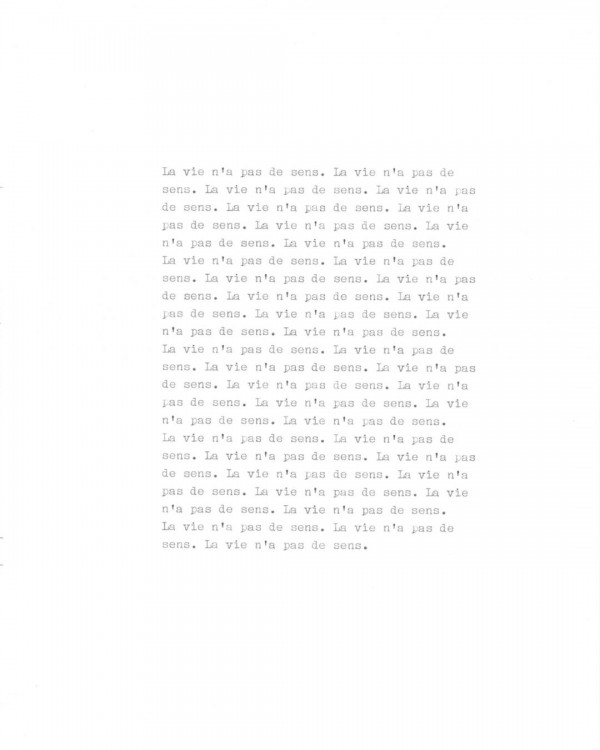 La vie n'a pas de sens. La vie n'a pas de
sens. La vie n'a pas de sens. La vie n'a pas
de sens. La vie n'a pas de sens. La vie n'a
pas de sens. La vie n'a pas de sens. La vie
n'a pas de sens. La vie n'a pas de sens.
La vie n'a pas de sens. La vie n'a pas de
sens. La vie n'a pas de sens. La vie n'a pas
de sens. La vie n'a pas de sens. La vie n'a
pas de sens. La vie n'a pas de sens. La vie
n'a pas de sens. La vie n'a pas de sens.
La vie n'a pas de sens. La vie n'a pas de
sens. La vie n'a pas de sens. La vie n'a pas
de sens. La vie n'a pas de sens. La vie n'a
pas de sens. La vie n'a pas de sens. La vie
n'a pas de sens. La vie n'a pas de sens.
La vie n'a pas de sens. La vie n'a pas de
sens. La vie n'a pas de sens. La vie n'a pas
de sens. La vie n'a pas de sens. La vie n'a
pas de sens. La vie n'a pas de sens. La vie
n'a pas de sens. La vie n'a pas de sens.
La vie n'a pas de sens. La vie n'a pas de
sens. La vie n'a pas de sens.